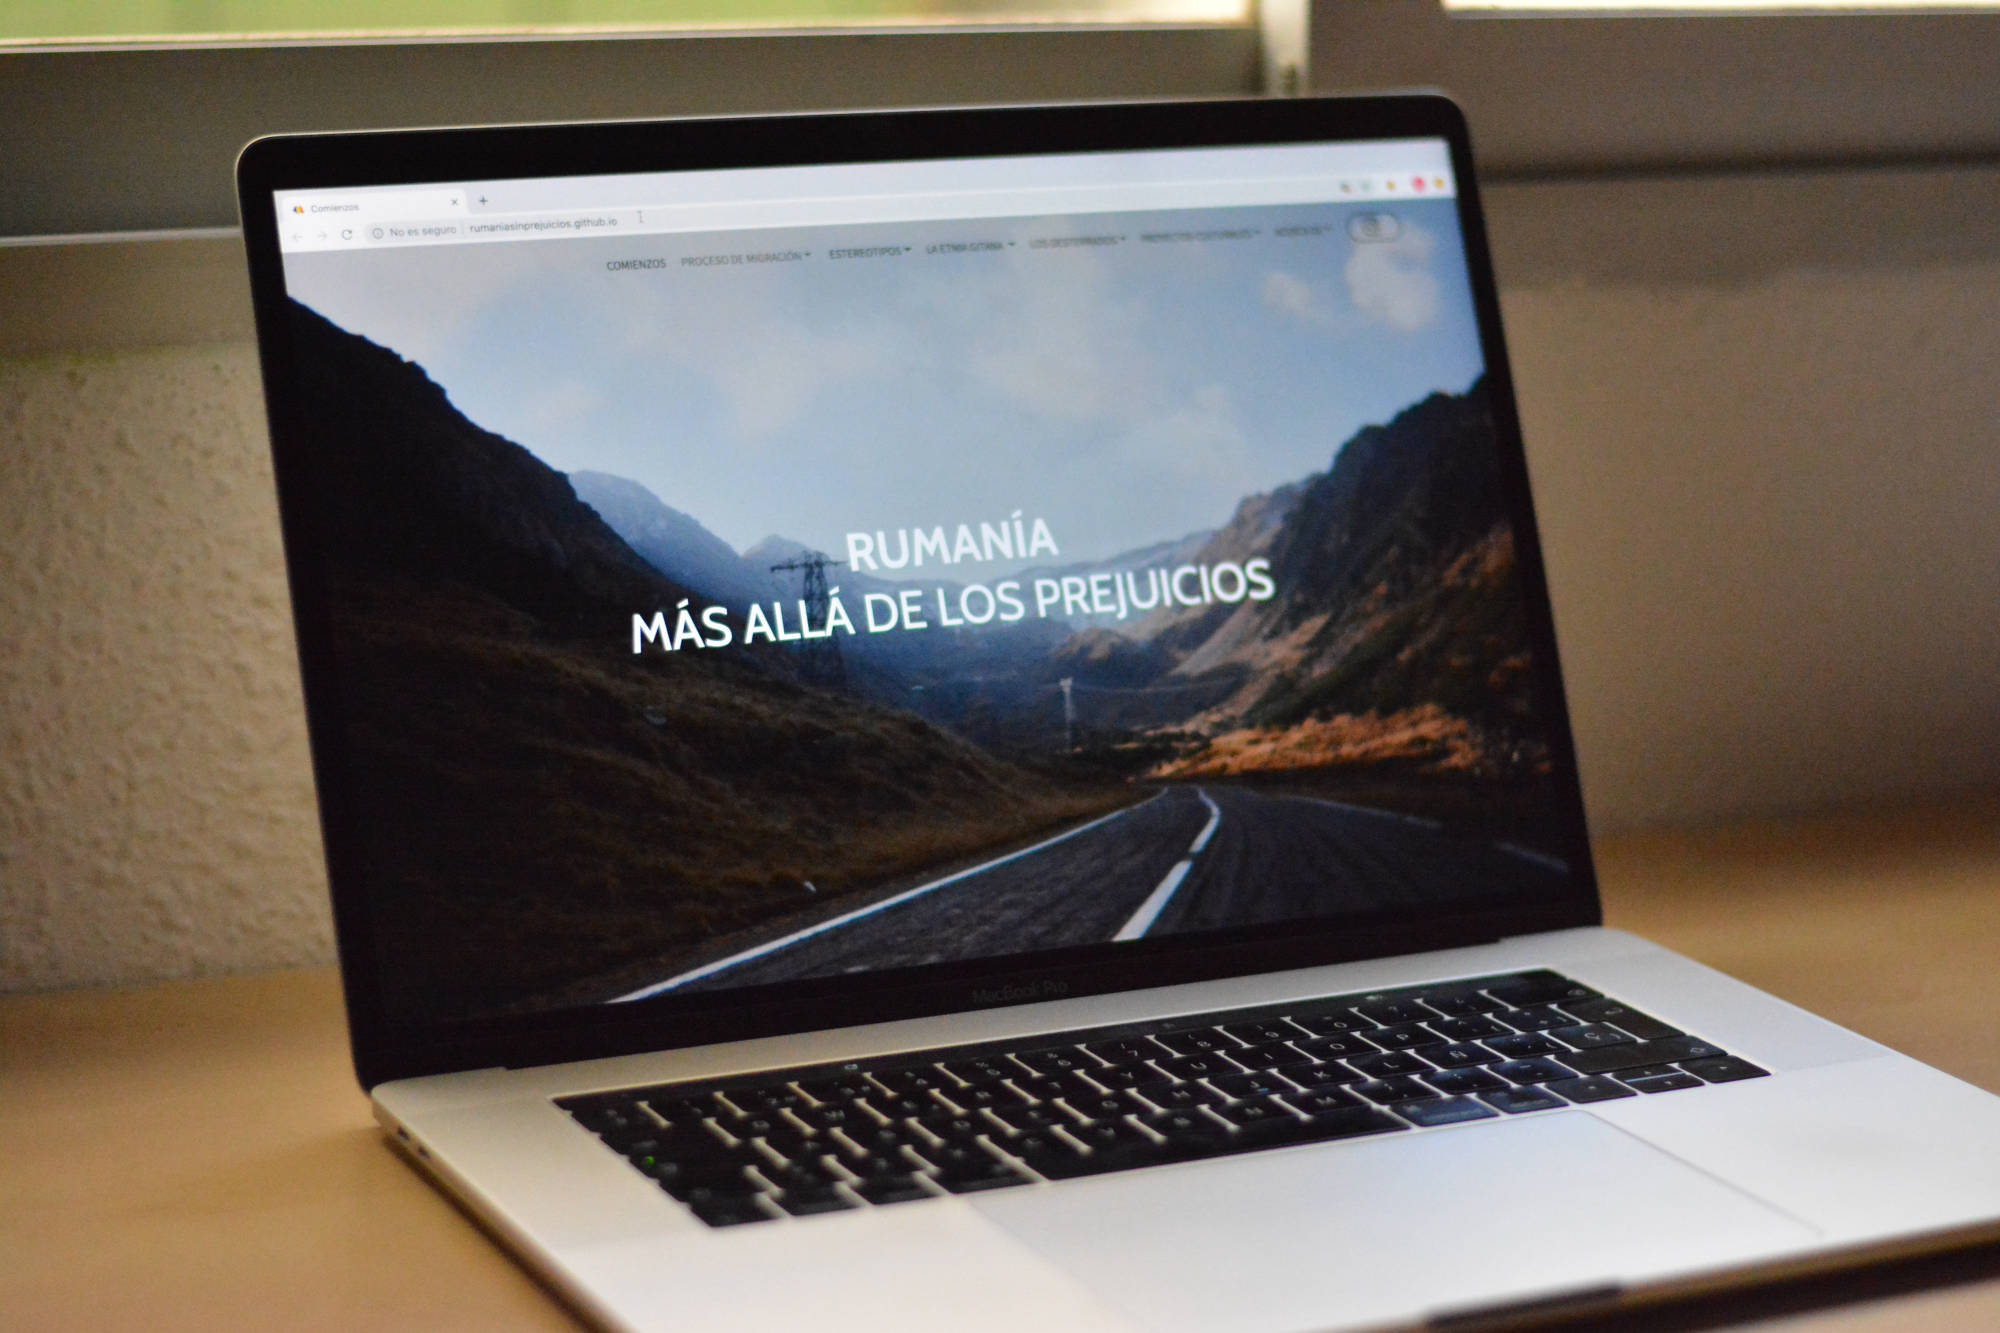 Comienzos
No es seguro rumaniasinprejuicios.github.io
COMIENZOS PROCESO DE MIGRACIÓN ESTEREOTIPOS LA ETNIA GITANA LOS DESTERRADOS PROYECTOS CULTURALES
RUMANÍA
MÁS ALLÁ DE LOS PREJUICIOS
MacBook Pro